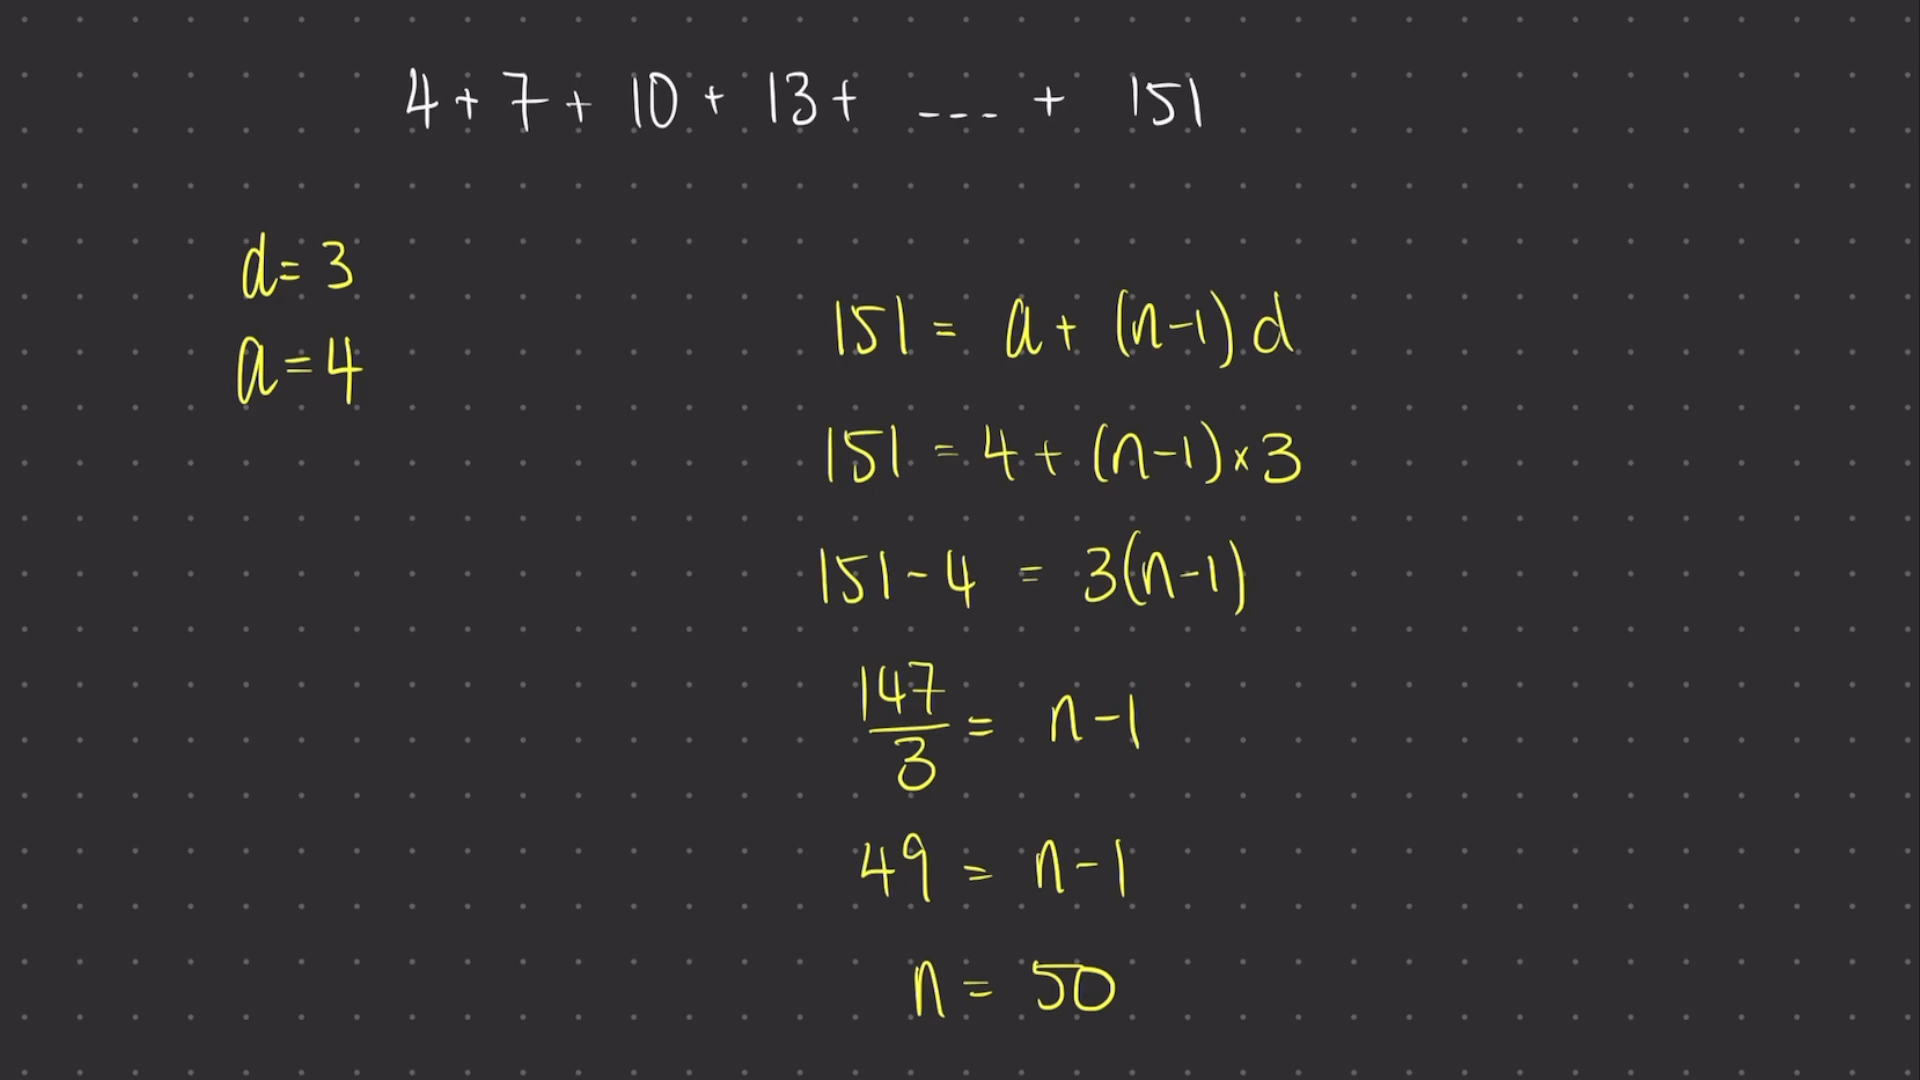 4 + 7 + 10 + 13 + ---- + 151
d = 3
a = 4
151 = a + (n-1) d
151 = 4 + (n-1) × 3
151 - 4 = 3(n-1)
147/3 = n - 1
49 = n - 1
n = 50